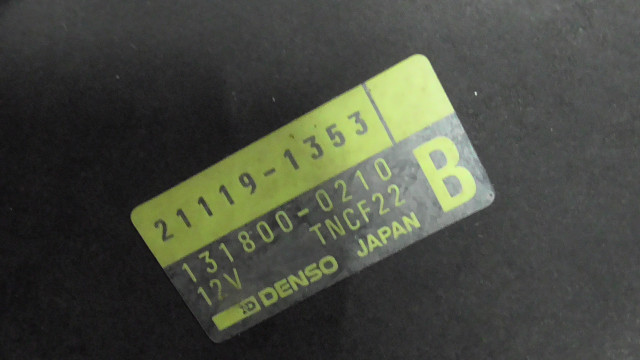 21119-1353
131800-0210
B
12V TNCF22
DENSO JAPAN